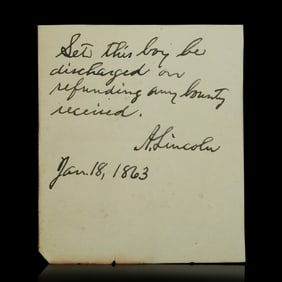 Let this boy be
discharged on
refunding any bounty
received.
A. Lincoln
Jan. 18, 1863